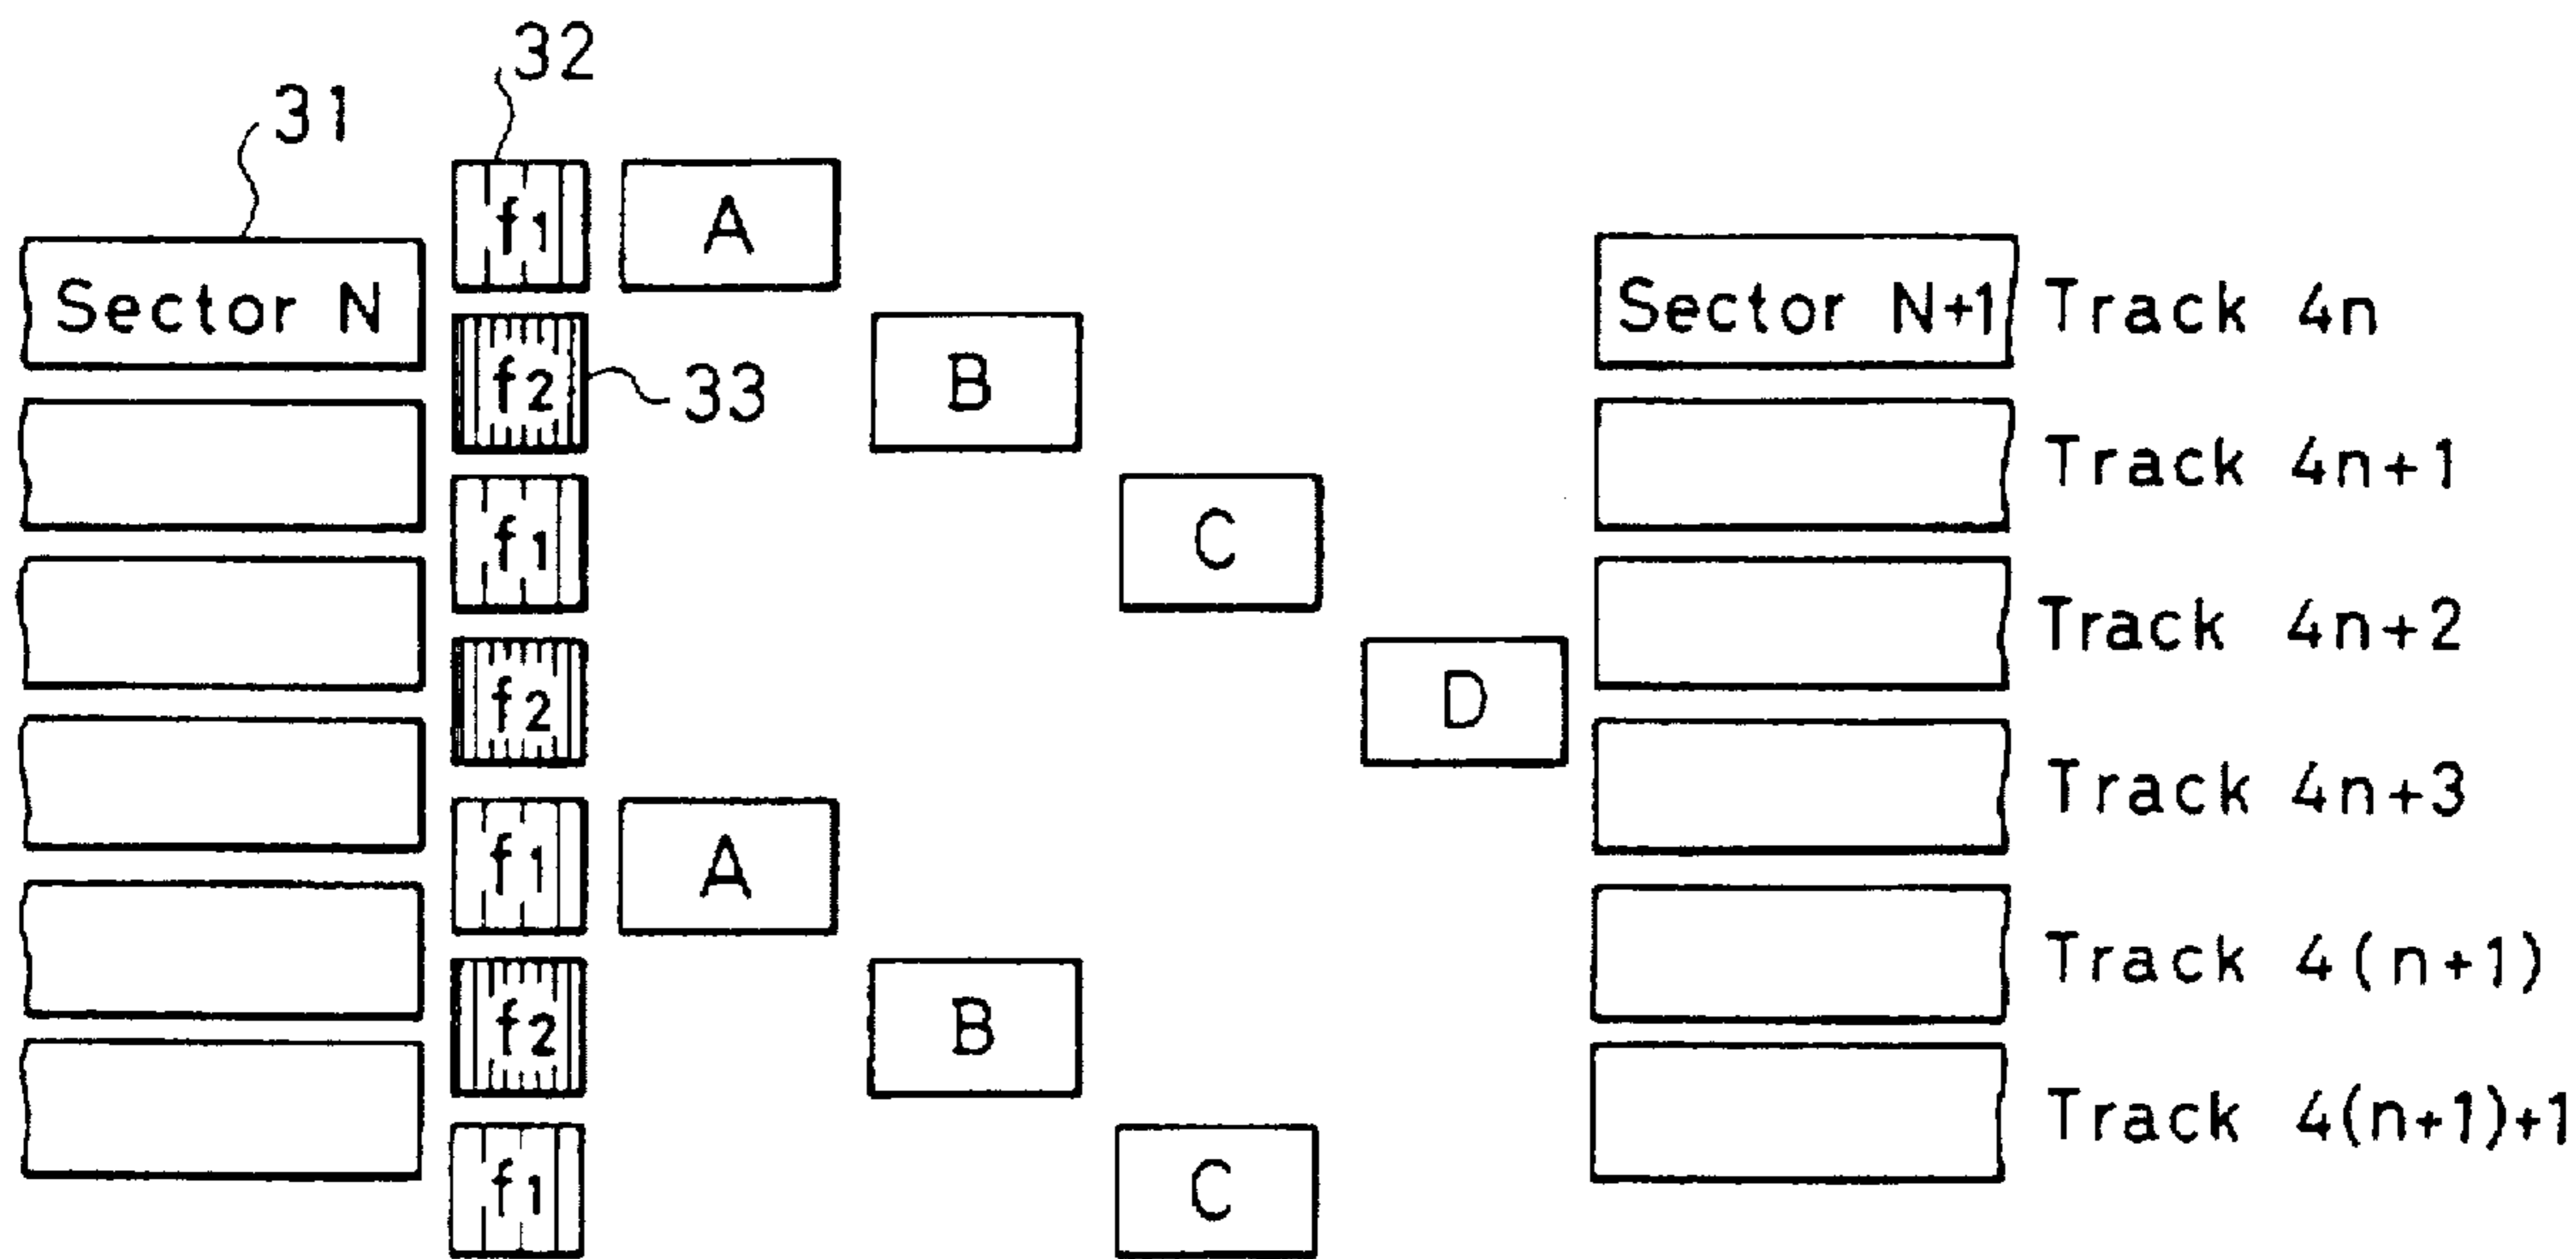 32
31
f1 A
Sector N Sector N+1 Track 4n
f2 33 B
Track 4n+1
f1 C
Track 4n+2
f2 D
Track 4n+3
f1 A
Track 4(n+1)
f2 B
Track 4(n+1)+1
f1 C